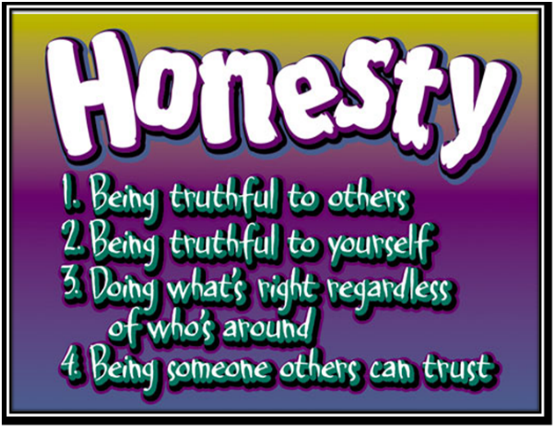 Honesty
1. Being truthful to others
2. Being truthful to yourself
3. Doing what's right regardless
of who's around
4. Being someone others can trust